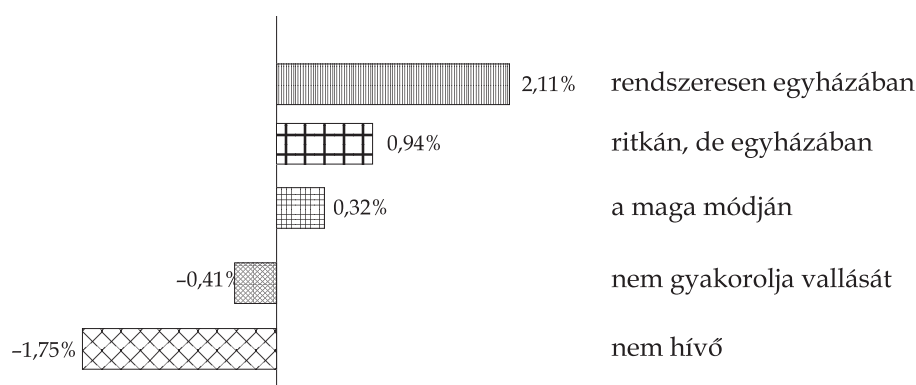 2,11% rendszeresen egyházában
0,94% ritkán, de egyházában
0,32% a maga módján
–0,41% nem gyakorolja vallását
–1,75% nem hívő